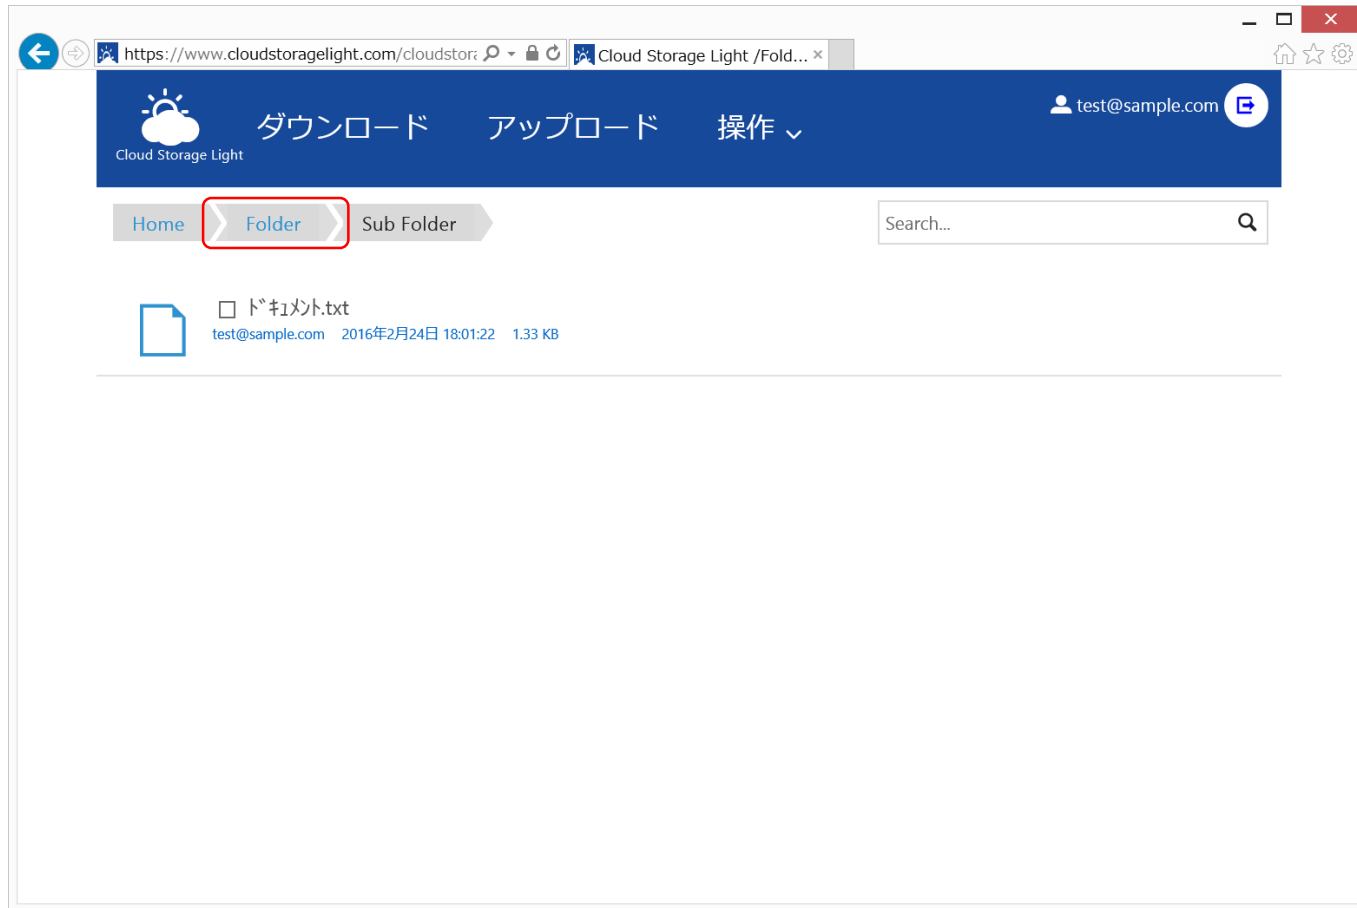 https://www.cloudstoragelight.com/cloudstor
Cloud Storage Light /Fold...
Cloud Storage Light
ダウンロード アップロード 操作
test@sample.com
Home Folder Sub Folder
Search...
ﾄﾞｷｭﾒﾝﾄ.txt
test@sample.com 2016年2月24日 18:01:22 1.33 KB